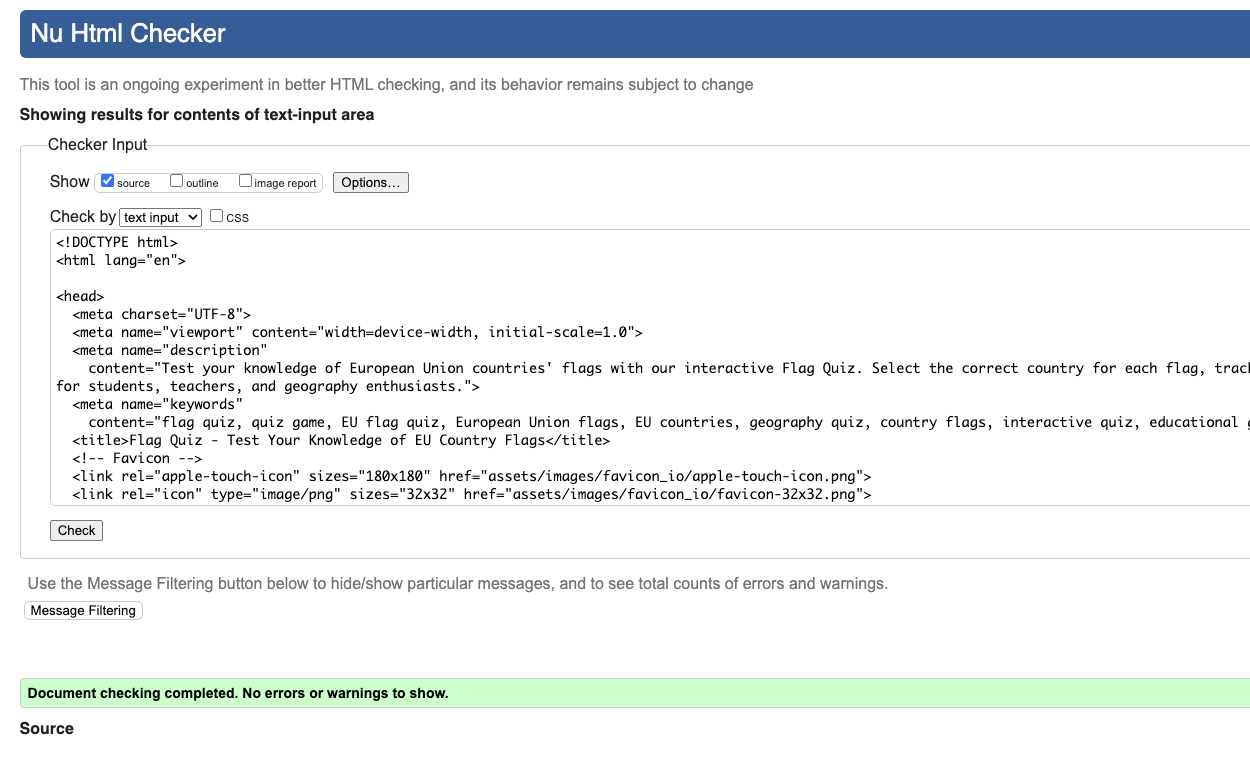 Nu Html Checker
This tool is an ongoing experiment in better HTML checking, and its behavior remains subject to change
Showing results for contents of text-input area
Checker Input
Show source outline image report Options...
Check by text input css
<!DOCTYPE html>
<html lang="en">
<head>
<meta charset="UTF-8">
<meta name="viewport" content="width=device-width, initial-scale=1.0">
<meta name="description"
content="Test your knowledge of European Union countries' flags with our interactive Flag Quiz. Select the correct country for each flag,
for students, teachers, and geography enthusiasts.">
<meta name="keywords"
content="flag quiz, quiz game, EU flag quiz, European Union flags, EU countries, geography quiz, country flags, interactive quiz, educational
<title>Flag Quiz - Test Your Knowledge of EU Country Flags</title>
<!-- Favicon -->
<link rel="apple-touch-icon" sizes="180x180" href="assets/images/favicon_io/apple-touch-icon.png">
<link rel="icon" type="image/png" sizes="32x32" href="assets/images/favicon_io/favicon-32x32.png">
Check
Use the Message Filtering button below to hide/show particular messages, and to see total counts of errors and warnings.
Message Filtering
Document checking completed. No errors or warnings to show.
Source